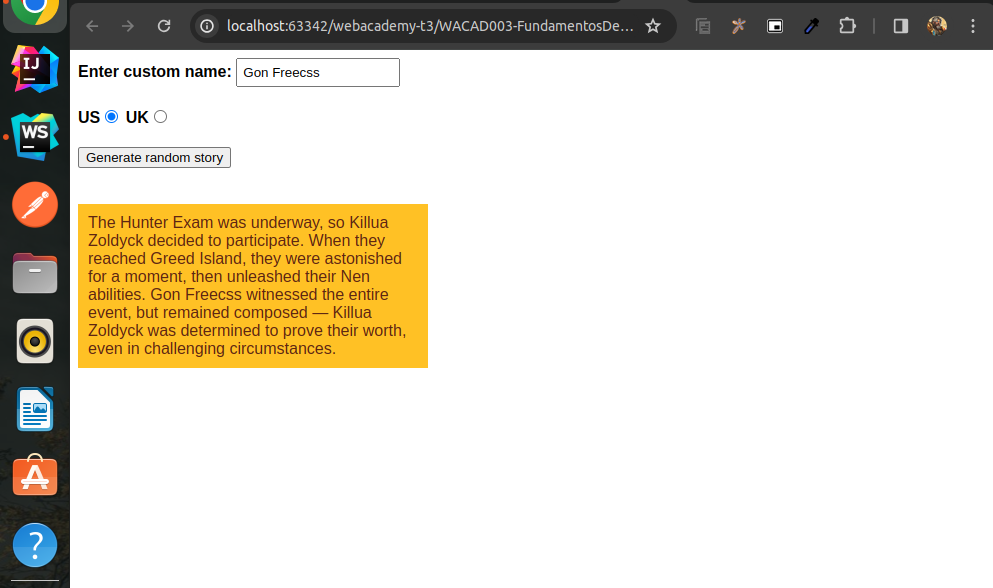 localhost:63342/webacademy-t3/WACAD003-FundamentosDe...
IJ
Enter custom name: Gon Freecss
US UK
WS
Generate random story
The Hunter Exam was underway, so Killua
Zoldyck decided to participate. When they
reached Greed Island, they were astonished
for a moment, then unleashed their Nen
abilities. Gon Freecss witnessed the entire
event, but remained composed — Killua
Zoldyck was determined to prove their worth,
even in challenging circumstances.
?